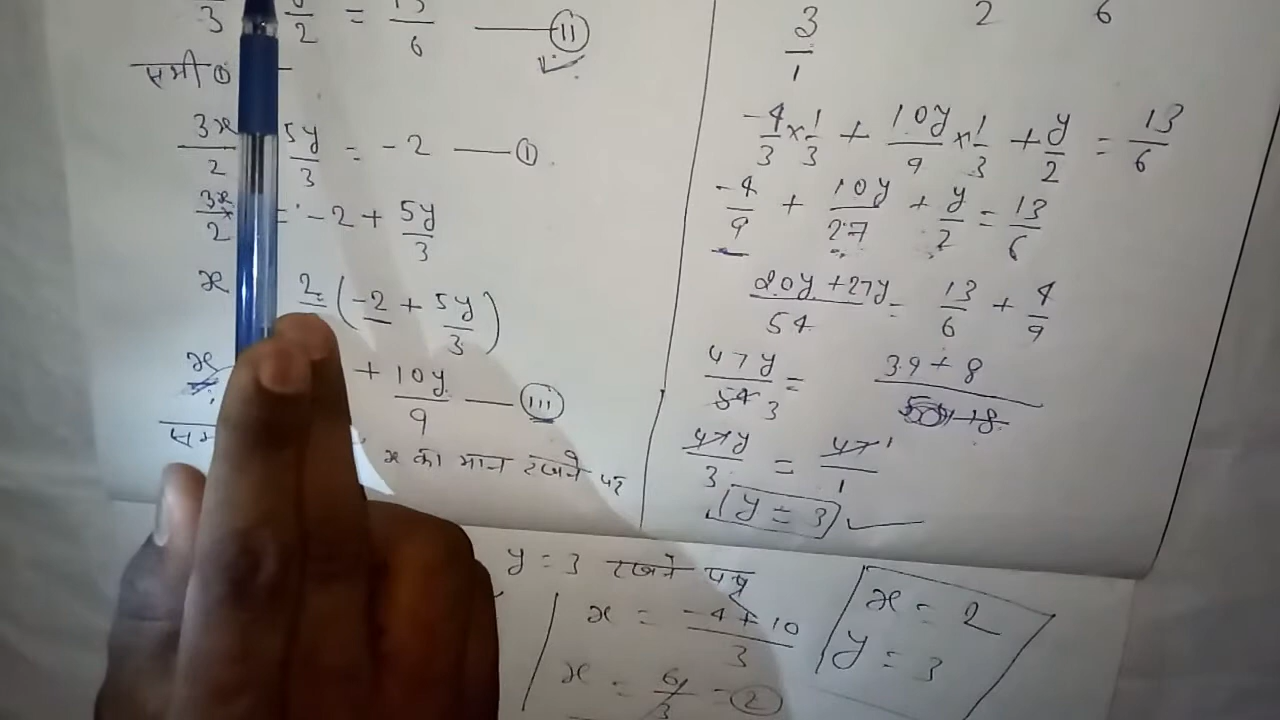 3 2 = 13/6 —— (II)
समी ①
3x/2 5y/3 = -2 —— ①
3x/2 = -2 + 5y/3
x 2 (-2 + 5y/3)
x + 10y/9 —— (III)
x का मान रखने पर
3/1 2 6
-4/3 × 1/3 + 10y/9 × 1/3 + y/2 = 13/6
-4/9 + 10y/27 + y/2 = 13/6
20y + 27y/54 = 13/6 + 4/9
47y/54 3 = 39 + 8
47y/3 = 47 1/1
y = 3
y = 3 रखने पर
x = -4 + 10/3
x = 6/3 = 2
x = 2
y = 3